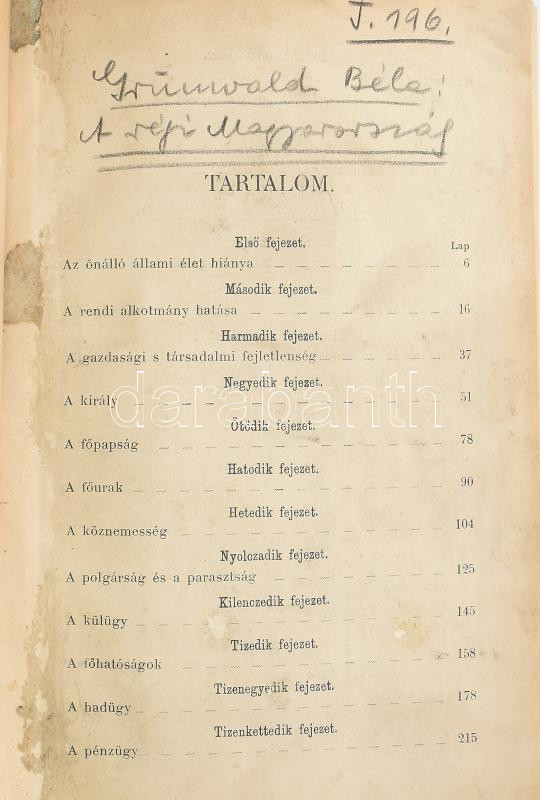 J. 196.
Grünwald Béla:
A régi Magyarország
TARTALOM.
Első fejezet.
Lap
Az önálló állami élet hiánya 6
Második fejezet.
A rendi alkotmány hatása 16
Harmadik fejezet.
A gazdasági s társadalmi fejletlenség 37
Negyedik fejezet.
A király 51
darabanth
Ötödik fejezet.
A főpapság 78
Hatodik fejezet.
A főurak 90
Hetedik fejezet.
A köznemesség 104
Nyolczadik fejezet.
A polgárság és a parasztság 125
Kilenczedik fejezet.
A külügy 145
Tizedik fejezet.
A főhatóságok 158
Tizenegyedik fejezet.
A hadügy 178
Tizenkettedik fejezet.
A pénzügy 215